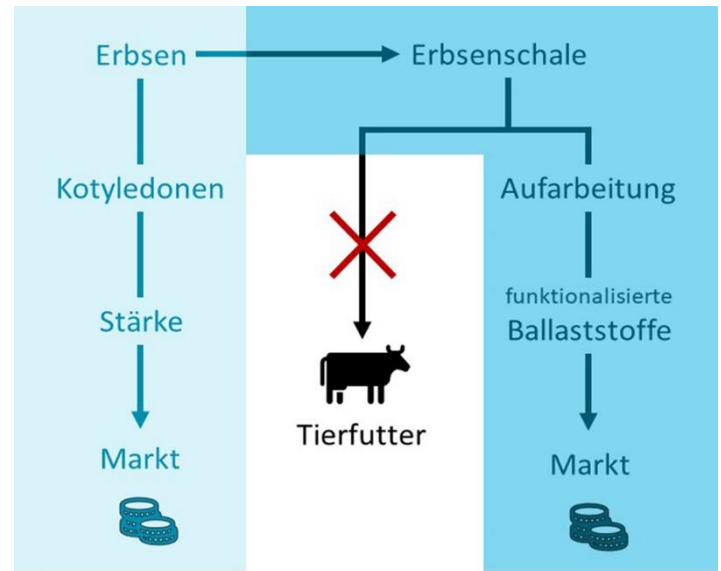 Erbsen
Erbsenschale
Kotyledonen
Aufarbeitung
Stärke
funktionalisierte
Ballaststoffe
Tierfutter
Markt
Markt